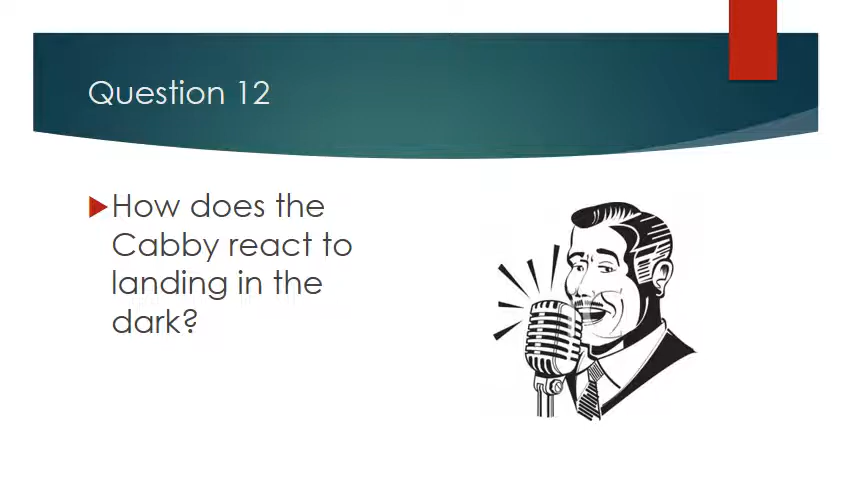 Question 12
How does the
Cabby react to
landing in the
dark?